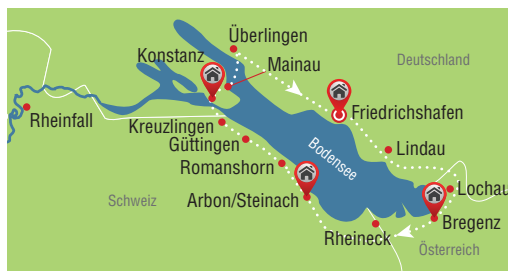 Überlingen
Konstanz
Deutschland
Mainau
Rheinfall
Friedrichshafen
Kreuzlingen
Güttingen
Bodensee
Lindau
Romanshorn
Schweiz
Arbon/Steinach
Lochau
Bregenz
Rheineck
Österreich